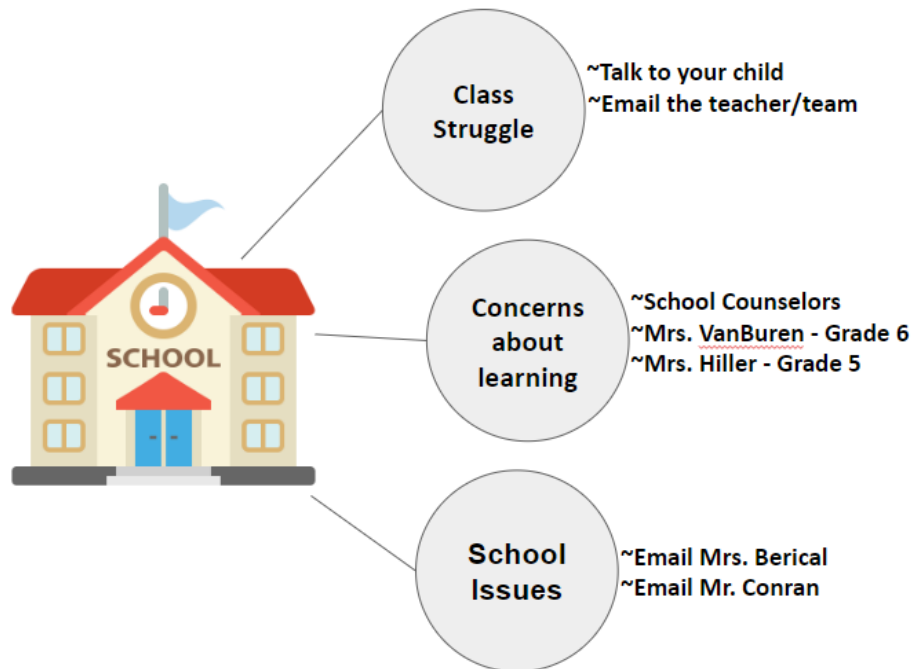 Class
Struggle
~Talk to your child
~Email the teacher/team
SCHOOL
Concerns
about
learning
~School Counselors
~Mrs. VanBuren - Grade 6
~Mrs. Hiller - Grade 5
School
Issues
~Email Mrs. Berical
~Email Mr. Conran